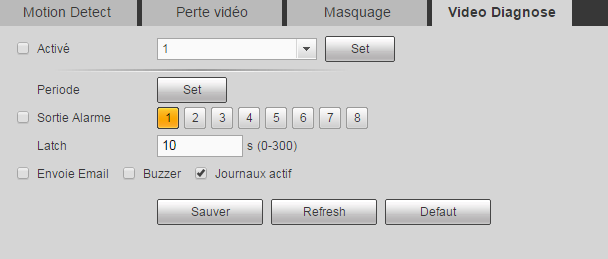 Motion Detect Perte vidéo Masquage Video Diagnose
Activé 1 Set
Periode Set
Sortie Alarme 1 2 3 4 5 6 7 8
Latch 10 s (0-300)
Envoie Email Buzzer Journaux actif
Sauver Refresh Defaut